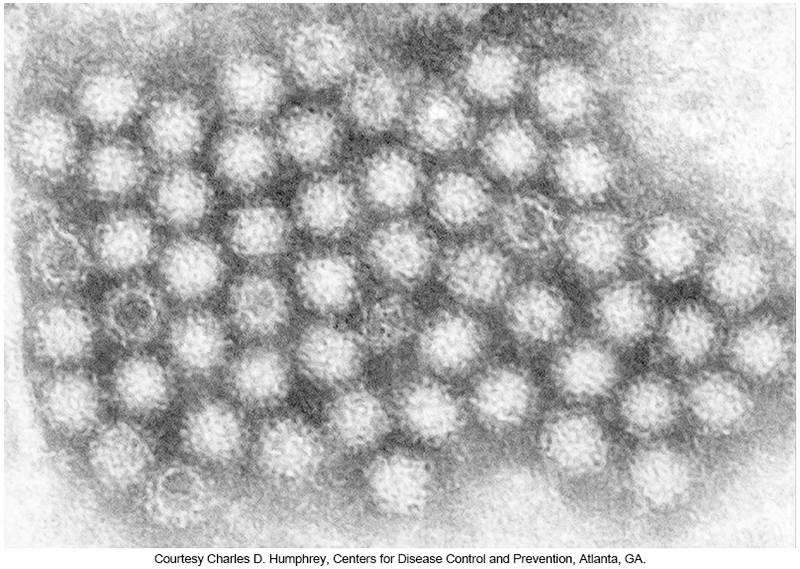 Courtesy Charles D. Humphrey, Centers for Disease Control and Prevention, Atlanta, GA.